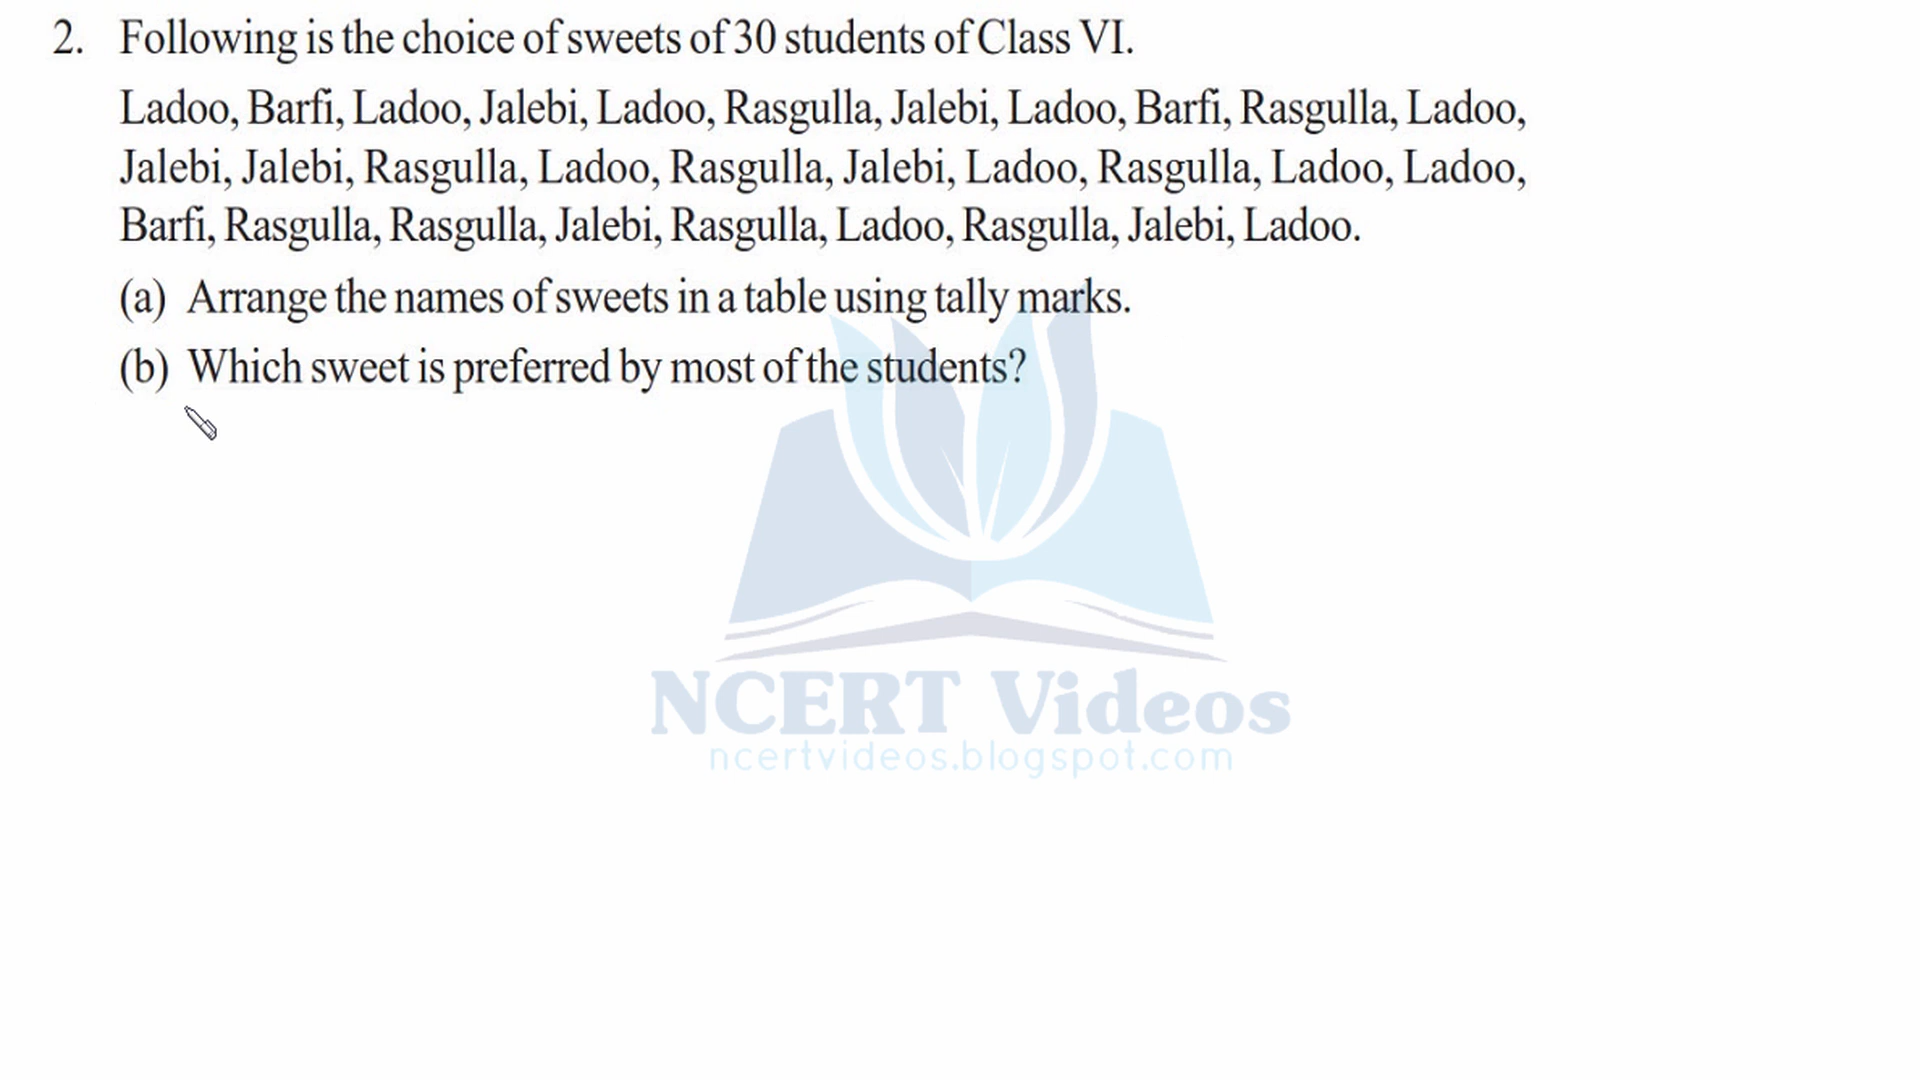 2. Following is the choice of sweets of 30 students of Class VI.
Ladoo, Barfi, Ladoo, Jalebi, Ladoo, Rasgulla, Jalebi, Ladoo, Barfi, Rasgulla, Ladoo,
Jalebi, Jalebi, Rasgulla, Ladoo, Rasgulla, Jalebi, Ladoo, Rasgulla, Ladoo, Ladoo,
Barfi, Rasgulla, Rasgulla, Jalebi, Rasgulla, Ladoo, Rasgulla, Jalebi, Ladoo.
(a) Arrange the names of sweets in a table using tally marks.
(b) Which sweet is preferred by most of the students?
NCERT Videos
ncertvideos.blogspot.com